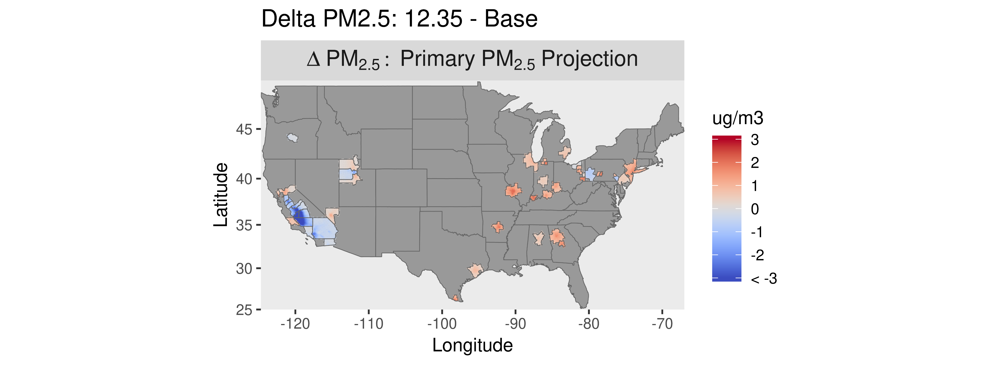 Delta PM2.5: 12.35 - Base
Δ PM2.5 : Primary PM2.5 Projection
45
40
35
30
25
Latitude
-120 -110 -100 -90 -80 -70
Longitude
ug/m3
3
2
1
0
-1
-2
< -3